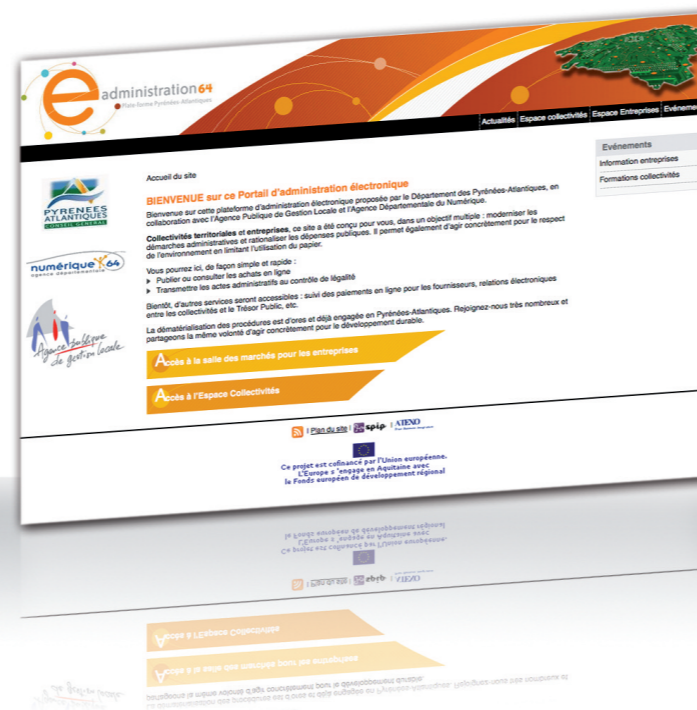 e administration64
Plate-forme Pyrénées-Atlantiques
Actualités Espace collectivités Espace Entreprises Evéneme
Evénements
Information entreprises
Formations collectivités
PYRENEES
ATLANTIQUES
CONSEIL GENERAL
numérique 64
agence départementale
Agence publique
de gestion locale
Accueil du site
BIENVENUE sur ce Portail d'administration électronique
Bienvenue sur cette plateforme d'administration électronique proposée par le Département des Pyrénées-Atlantiques, en
collaboration avec l'Agence Publique de Gestion Locale et l'Agence Départementale du Numérique.
Collectivités territoriales et entreprises, ce site a été conçu pour vous, dans un objectif multiple : moderniser les
démarches administratives et rationaliser les dépenses publiques. Il permet également d'agir concrètement pour le respect
de l'environnement en limitant l'utilisation du papier.
Vous pourrez ici, de façon simple et rapide :
Publier ou consulter les achats en ligne
Transmettre les actes administratifs au contrôle de légalité
Bientôt, d'autres services seront accessibles : suivi des paiements en ligne pour les fournisseurs, relations électroniques
entre les collectivités et le Trésor Public, etc.
La dématérialisation des procédures est d'ores et déjà engagée en Pyrénées-Atlantiques. Rejoignez-nous très nombreux et
partageons la même volonté d'agir concrètement pour le développement durable.
Accès à la salle des marchés pour les entreprises
Accès à l'Espace Collectivités
| Plan du site | spip | ATEXO
Ce projet est cofinancé par l'Union européenne.
L'Europe s 'engage en Aquitaine avec
le Fonds européen de développement régional